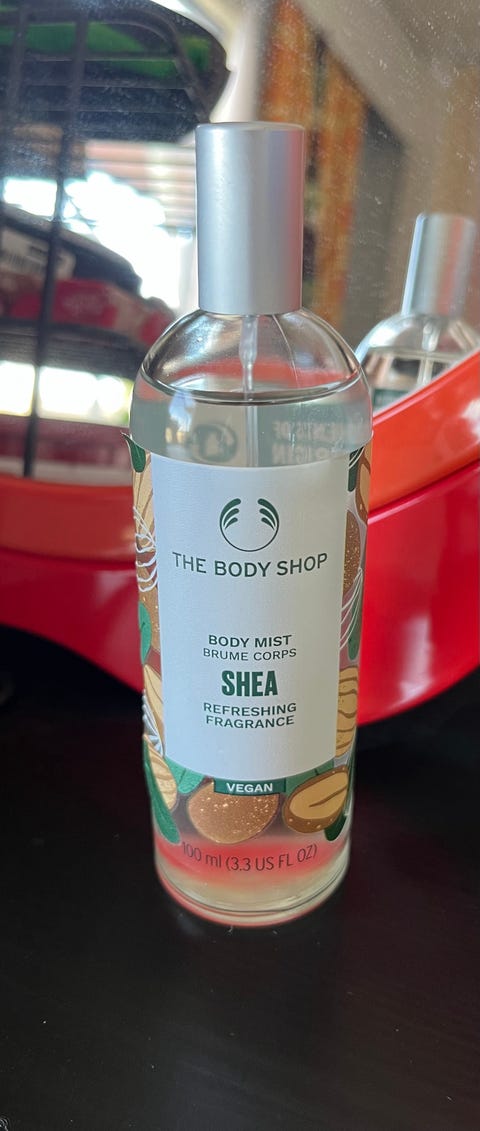 THE BODY SHOP
BODY MIST
BRUME CORPS
SHEA
REFRESHING
FRAGRANCE
VEGAN
100 ml (3.3 US FL OZ)